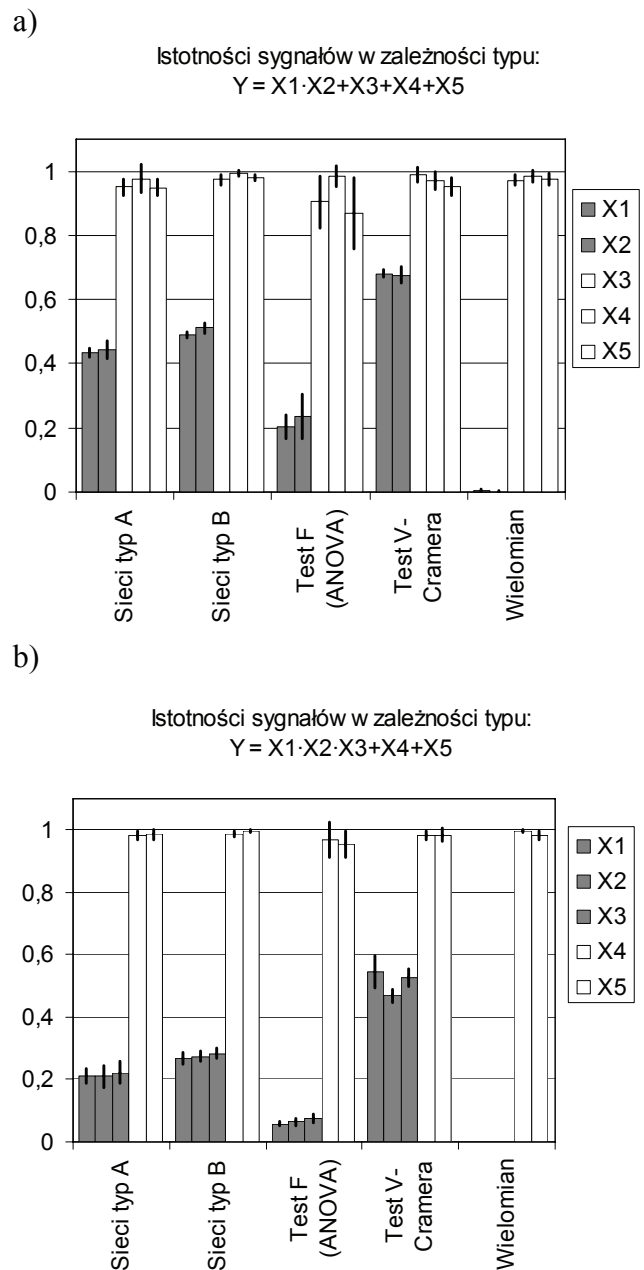 a)
Istotności sygnałów w zależności typu:
Y = X1·X2+X3+X4+X5
1
0,8
0,6
0,4
0,2
0
Sieci typ A
Sieci typ B
Test F
(ANOVA)
Test V-
Cramera
Wielomian
X1
X2
X3
X4
X5
b)
Istotności sygnałów w zależności typu:
Y = X1·X2·X3+X4+X5
1
0,8
0,6
0,4
0,2
0
Sieci typ A
Sieci typ B
Test F
(ANOVA)
Test V-
Cramera
Wielomian
X1
X2
X3
X4
X5